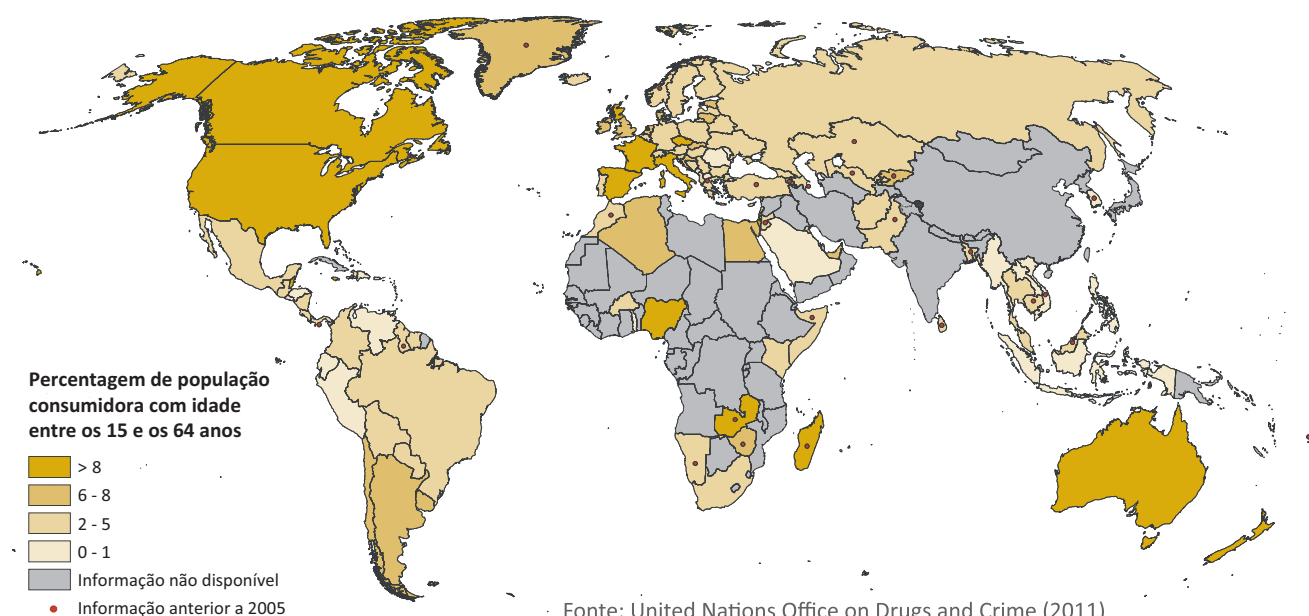 Percentagem de população
consumidora com idade
entre os 15 e os 64 anos
> 8
6 - 8
2 - 5
0 - 1
Informação não disponível
Informação anterior a 2005
Fonte: United Nations Office on Drugs and Crime (2011)